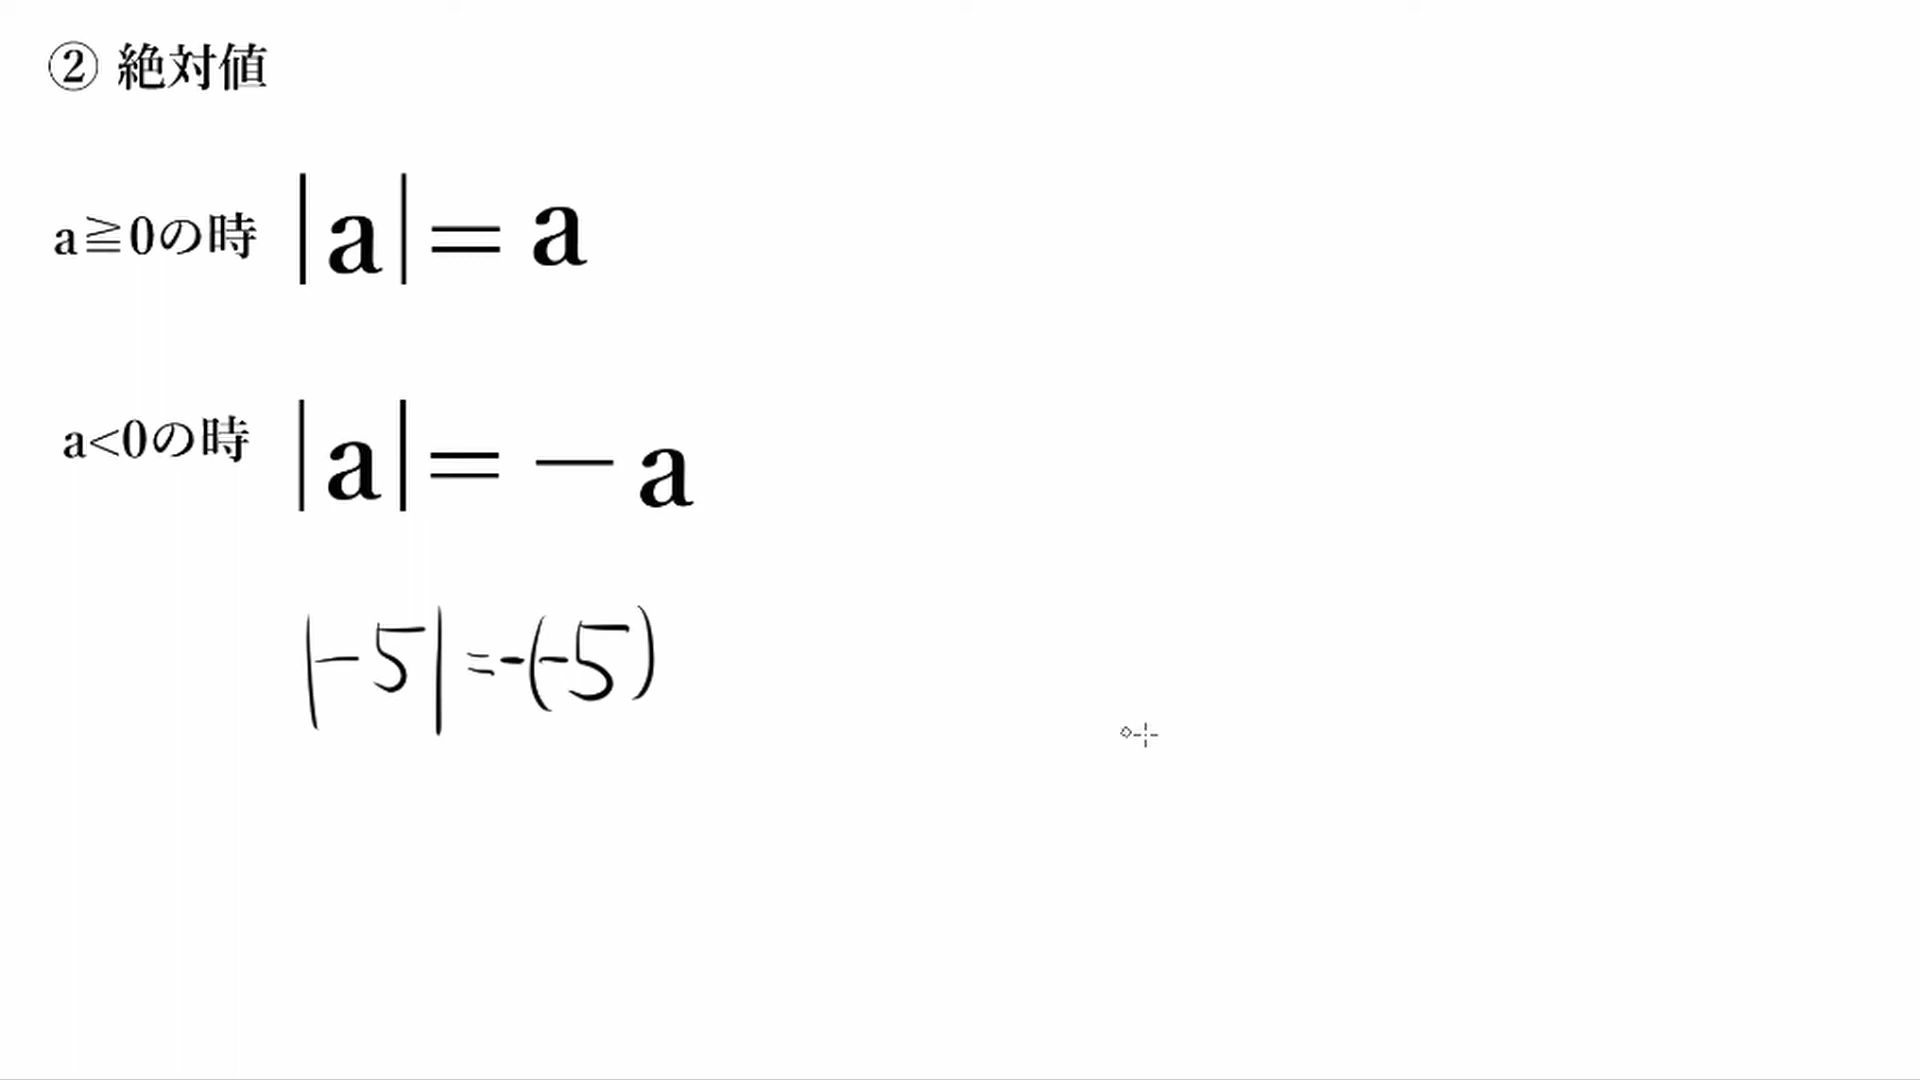 ② 絶対値
a≧0の時 |a|= a
a<0の時 |a|= − a
|-5|=-(-5)